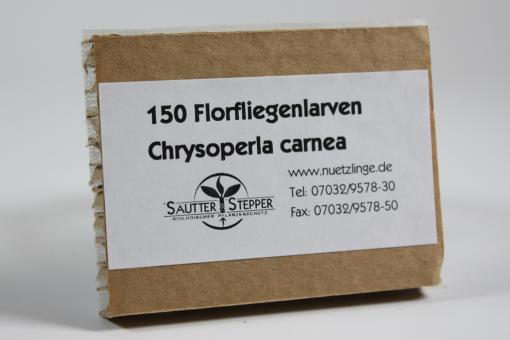 150 Florfliegenlarven
Chrysoperla carnea
www.nuetzlinge.de
Tel: 07032/9578-30
Fax: 07032/9578-50
SAUTTER STEPPER
BIOLOGISCHER PFLANZENSCHUTZ